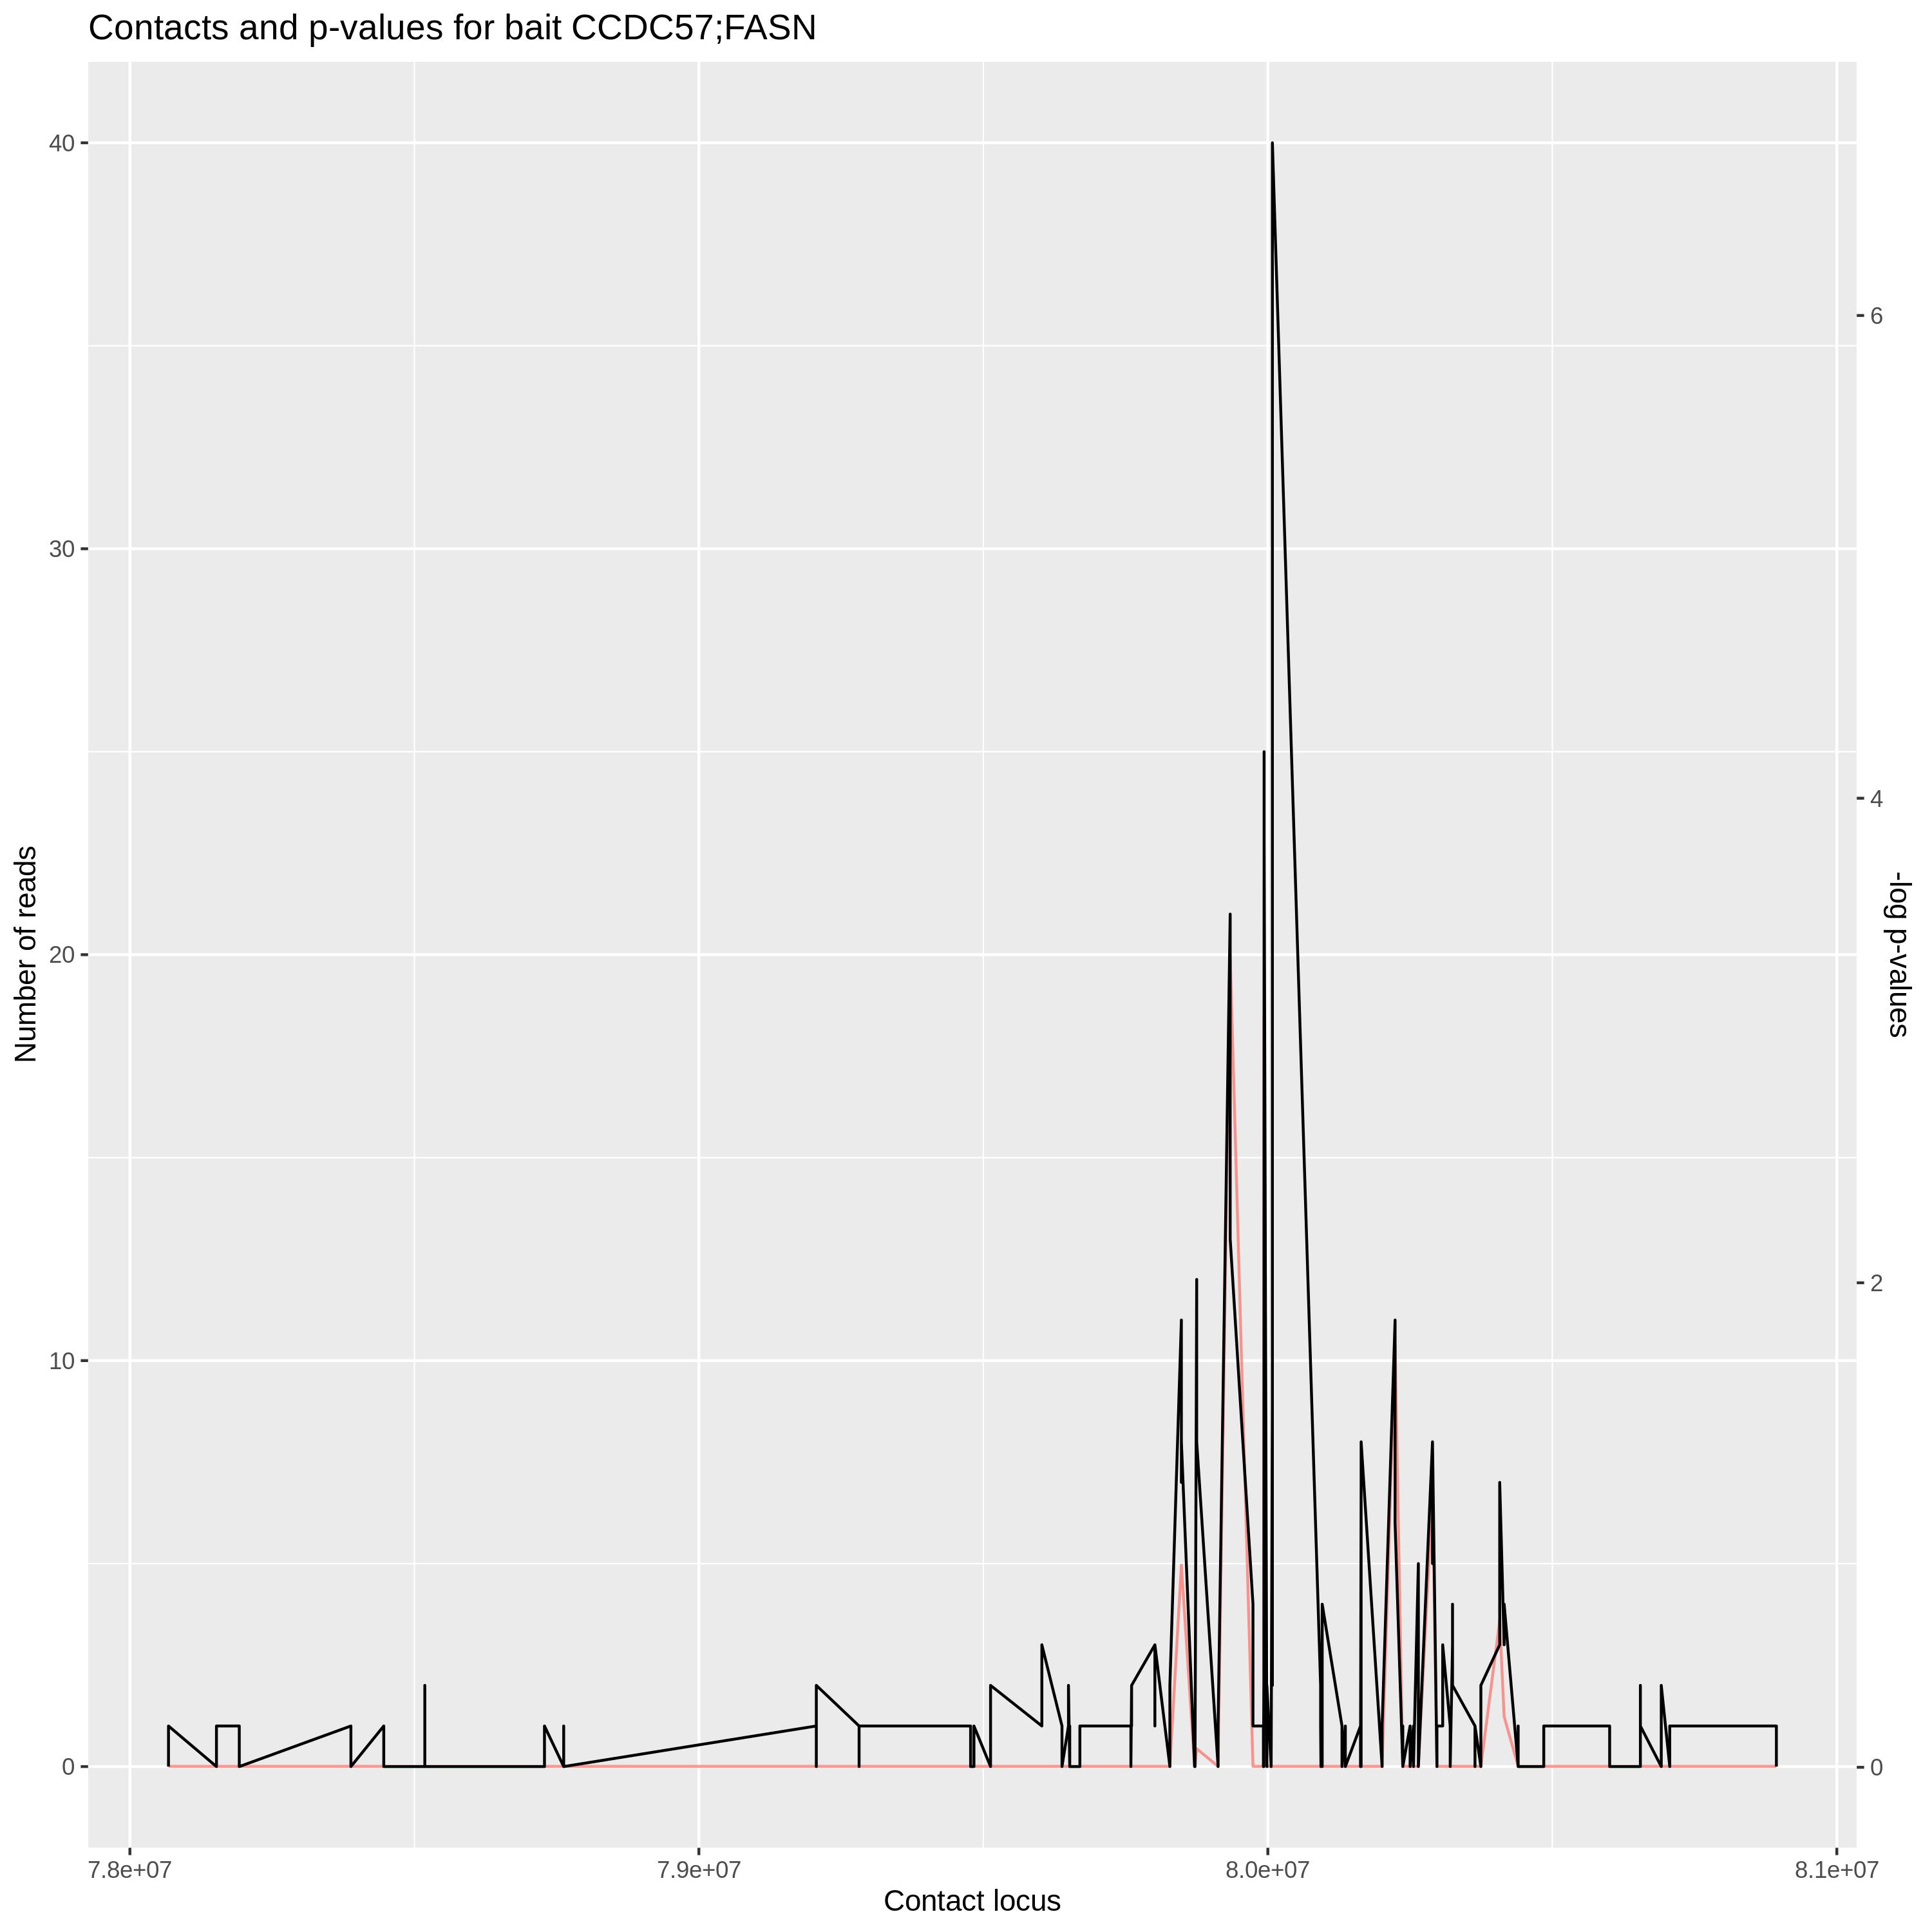 Contacts and p-values for bait CCDC57;FASN
40
30
20
10
0
Number of reads
6
4
2
0
-log p-values
7.8e+07
7.9e+07
8.0e+07
8.1e+07
Contact locus